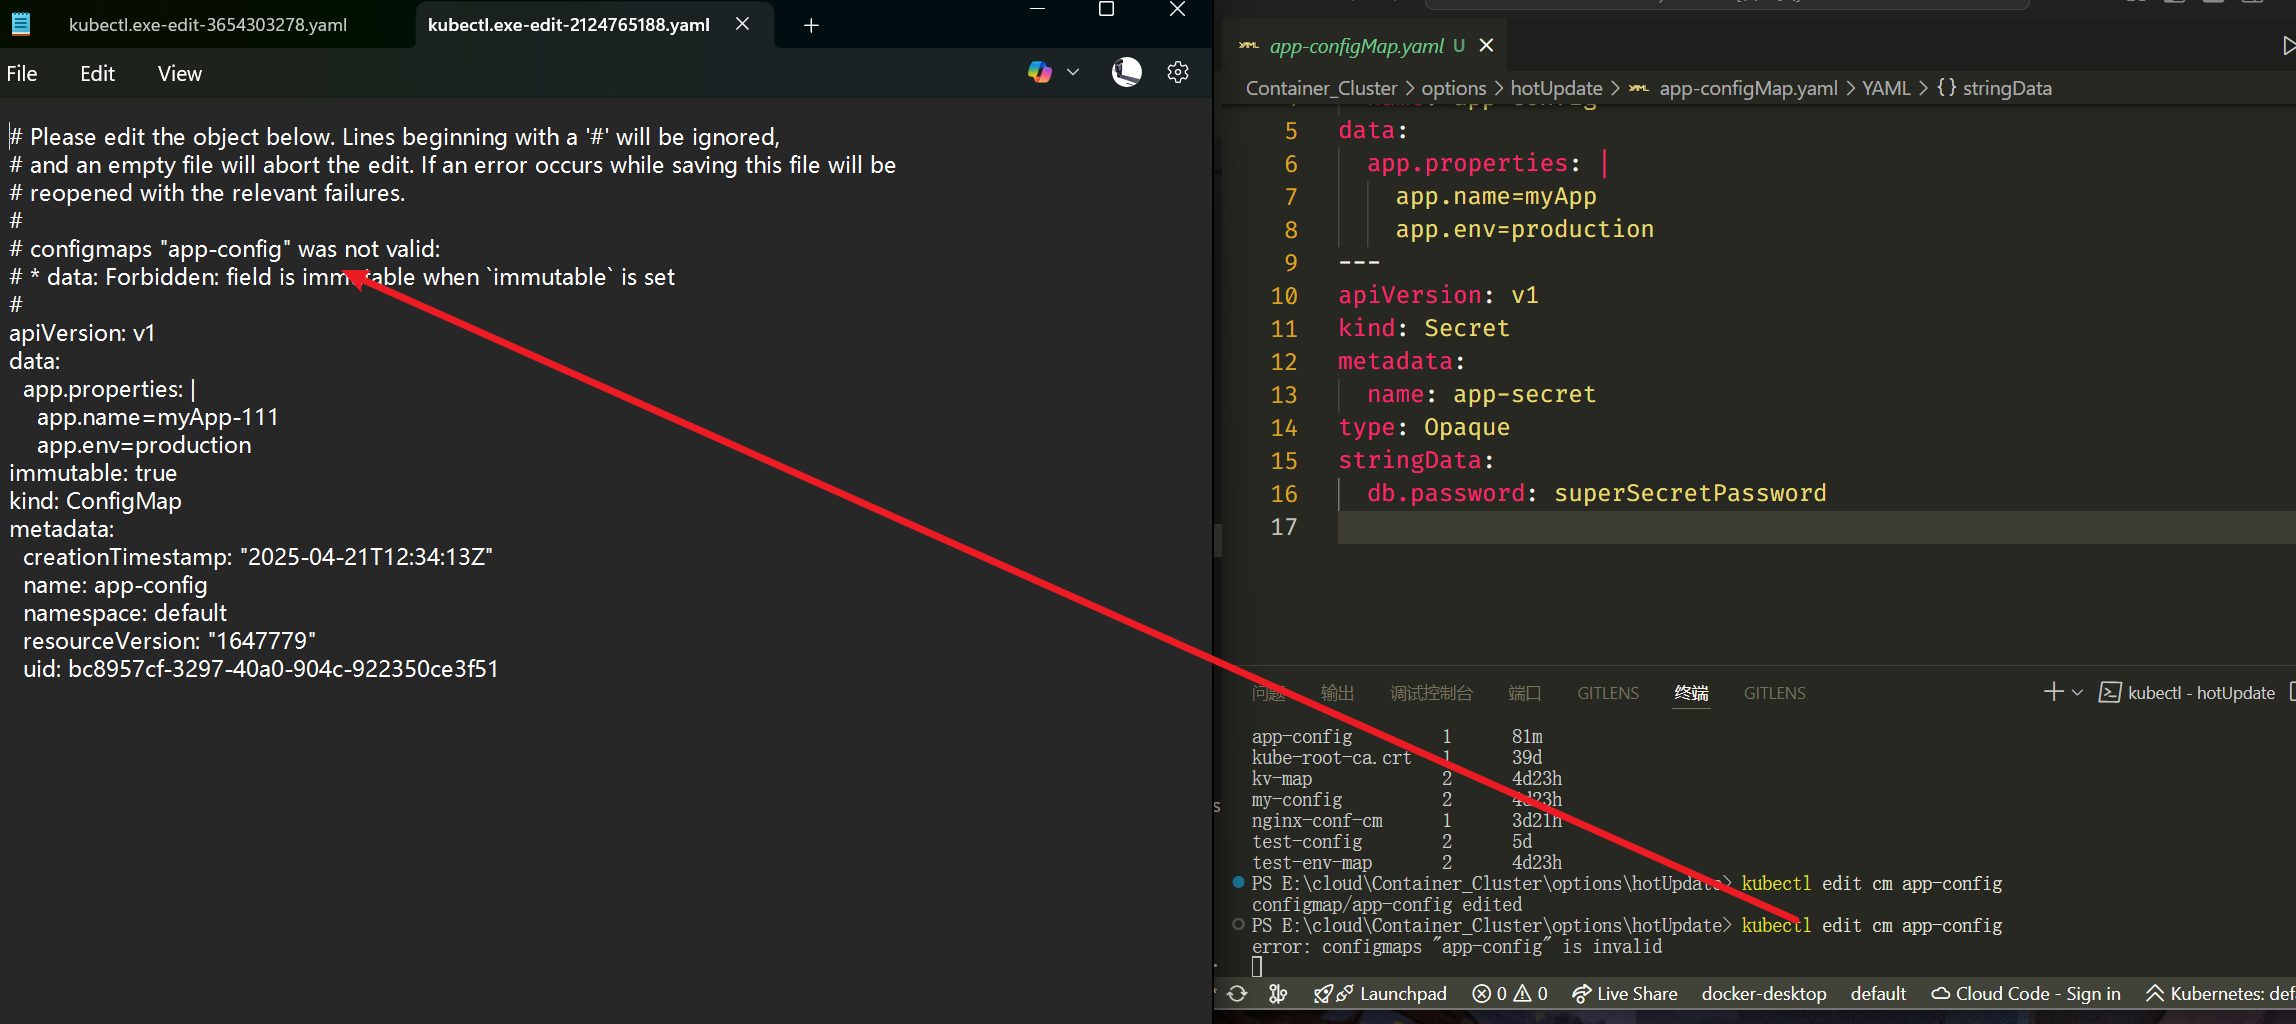 kubectl.exe-edit-3654303278.yaml
kubectl.exe-edit-2124765188.yaml
File Edit View
# Please edit the object below. Lines beginning with a '#' will be ignored,
# and an empty file will abort the edit. If an error occurs while saving this file will be
# reopened with the relevant failures.
#
# configmaps "app-config" was not valid:
# * data: Forbidden: field is immutable when `immutable` is set
#
apiVersion: v1
data:
  app.properties: |
    app.name=myApp-111
    app.env=production
immutable: true
kind: ConfigMap
metadata:
  creationTimestamp: "2025-04-21T12:34:13Z"
  name: app-config
  namespace: default
  resourceVersion: "1647779"
  uid: bc8957cf-3297-40a0-904c-922350ce3f51
app-configMap.yaml U
Container_Cluster > options > hotUpdate > app-configMap.yaml > YAML > {} stringData
5 data:
6   app.properties: |
7     app.name=myApp
8     app.env=production
9 ---
10 apiVersion: v1
11 kind: Secret
12 metadata:
13   name: app-secret
14 type: Opaque
15 stringData:
16   db.password: superSecretPassword
17
问题 输出 调试控制台 端口 GITLENS 终端 GITLENS
kubectl - hotUpdate
app-config 1 81m
kube-root-ca.crt 1 39d
kv-map 2 4d23h
my-config 2 4d23h
nginx-conf-cm 1 3d21h
test-config 2 5d
test-env-map 2 4d23h
PS E:\cloud\Container_Cluster\options\hotUpdate> kubectl edit cm app-config
configmap/app-config edited
PS E:\cloud\Container_Cluster\options\hotUpdate> kubectl edit cm app-config
error: configmaps "app-config" is invalid
Launchpad 0 0 Live Share docker-desktop default Cloud Code - Sign in Kubernetes: def